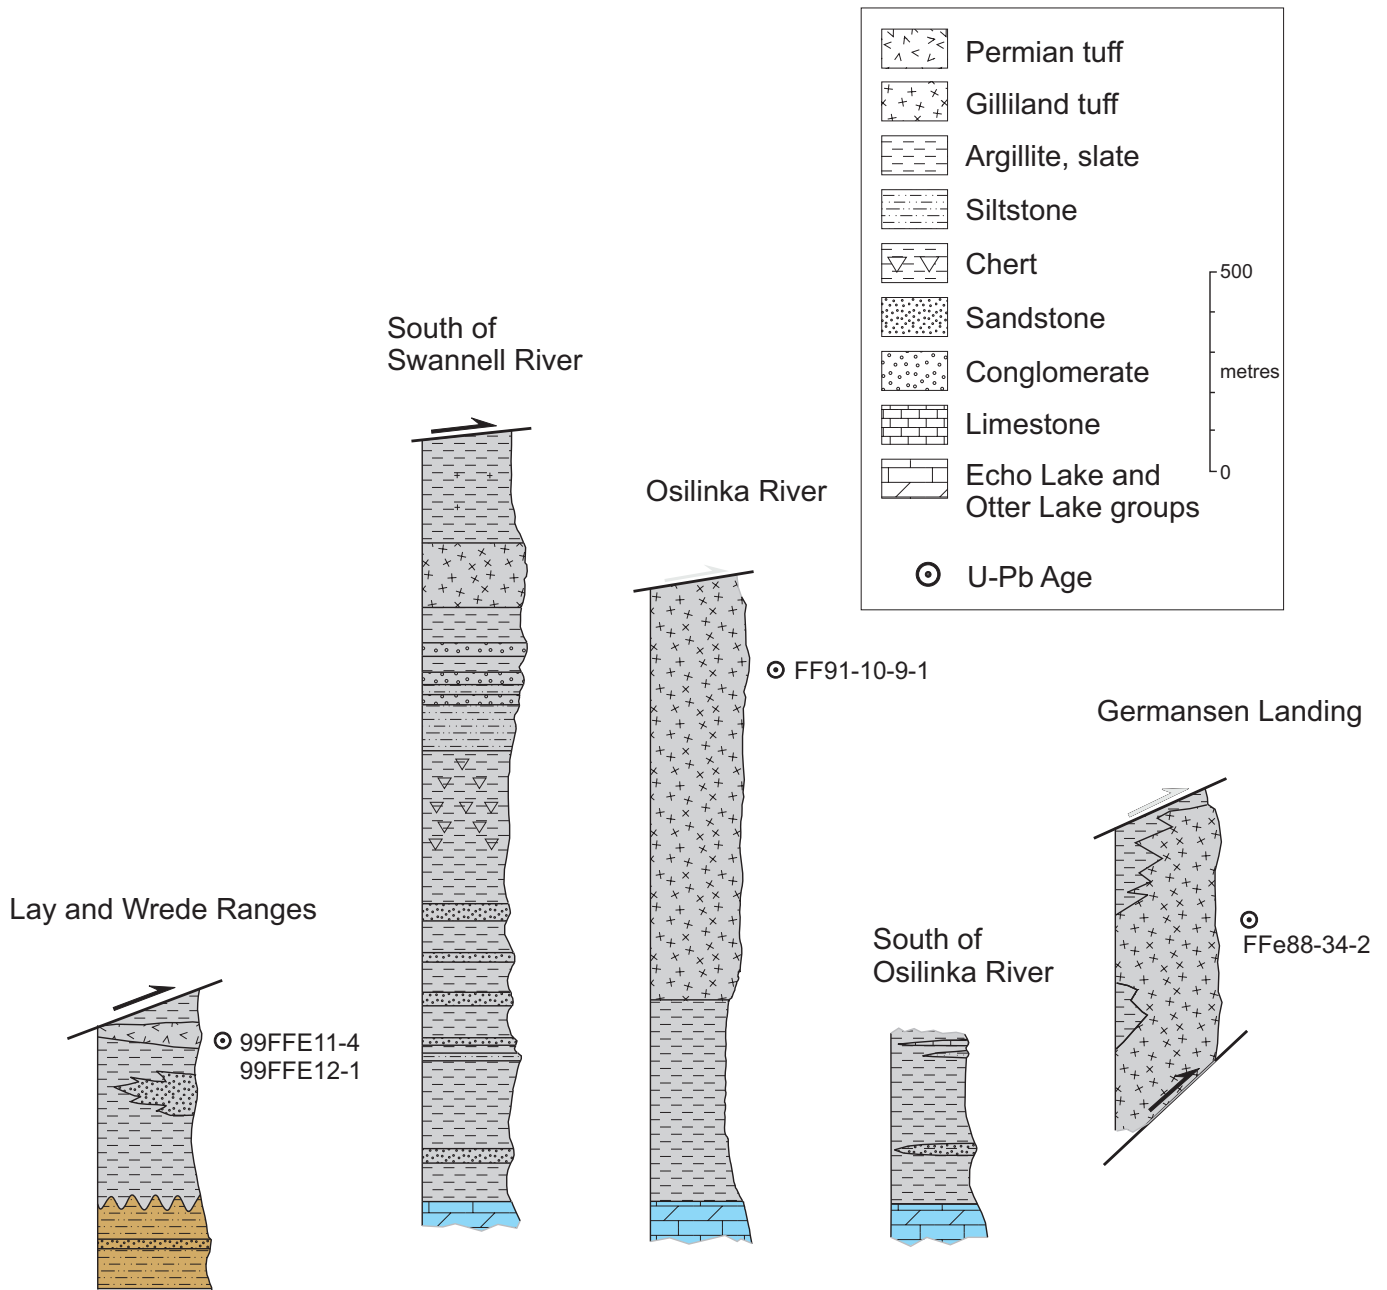 Permian tuff
Gilliland tuff
Argillite, slate
Siltstone
Chert
Sandstone
Conglomerate
Limestone
Echo Lake and
Otter Lake groups
U-Pb Age
500
metres
0
South of
Swannell River
Osilinka River
FF91-10-9-1
Germansen Landing
FFe88-34-2
Lay and Wrede Ranges
99FFE11-4
99FFE12-1
South of
Osilinka River